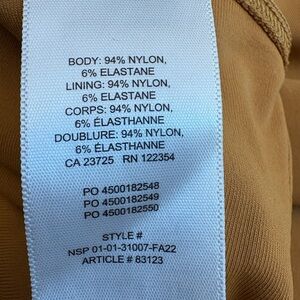 BODY: 94% NYLON,
6% ELASTANE
LINING: 94% NYLON,
6% ELASTANE
CORPS: 94% NYLON,
6% ÉLASTHANNE
DOUBLURE: 94% NYLON,
6% ÉLASTHANNE
CA 23725 RN 122354
PO 4500182548
PO 4500182549
PO 4500182550
STYLE #
NSP 01-01-31007-FA22
ARTICLE # 83123